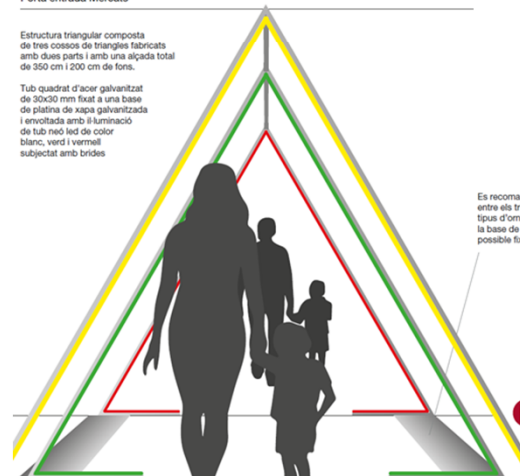 Porta entrada Mercats
Estructura triangular composta
de tres cossos de triangles fabricats
amb dues parts i amb una alçada total
de 350 cm i 200 cm de fons.
Tub quadrat d'acer galvanitzat
de 30x30 mm fixat a una base
de platina de xapa galvanitzada
i envoltada amb il·luminació
de tub neó led de color
blanc, verd i vermell
subjectat amb brides
Es recoma
entre els tr
tipus d'om
la base de
possible fix